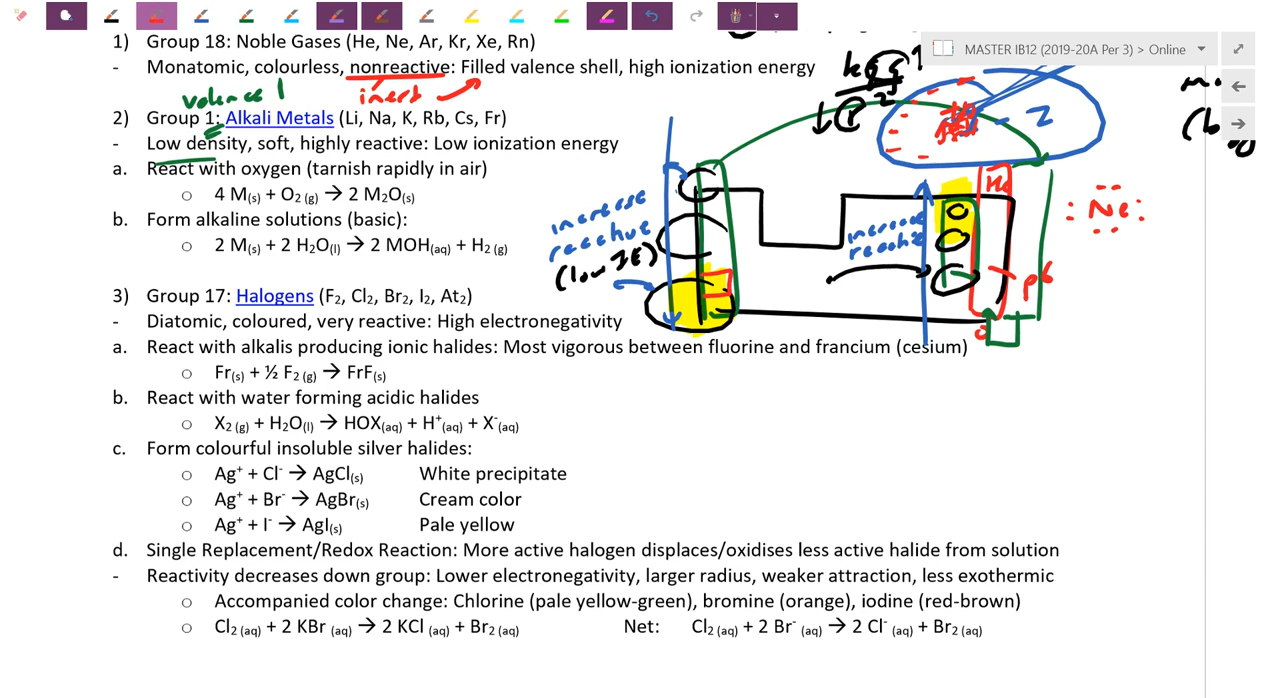 MASTER IB12 (2019-20A Per 3) > Online
1) Group 18: Noble Gases (He, Ne, Ar, Kr, Xe, Rn)
- Monatomic, colourless, nonreactive: Filled valence shell, high ionization energy
valence 1
inert
2) Group 1: Alkali Metals (Li, Na, K, Rb, Cs, Fr)
- Low density, soft, highly reactive: Low ionization energy
a. React with oxygen (tarnish rapidly in air)
○ 4 M(s) + O2 (g) → 2 M2O(s)
b. Form alkaline solutions (basic):
○ 2 M(s) + 2 H2O(l) → 2 MOH(aq) + H2 (g)
increase
(low IE)
increase
: Ne :
3) Group 17: Halogens (F2, Cl2, Br2, I2, At2)
- Diatomic, coloured, very reactive: High electronegativity
a. React with alkalis producing ionic halides: Most vigorous between fluorine and francium (cesium)
○ Fr(s) + ½ F2 (g) → FrF(s)
b. React with water forming acidic halides
○ X2 (g) + H2O(l) → HOX(aq) + H+(aq) + X-(aq)
c. Form colourful insoluble silver halides:
○ Ag+ + Cl- → AgCl(s) White precipitate
○ Ag+ + Br- → AgBr(s) Cream color
○ Ag+ + I- → AgI(s) Pale yellow
d. Single Replacement/Redox Reaction: More active halogen displaces/oxidises less active halide from solution
- Reactivity decreases down group: Lower electronegativity, larger radius, weaker attraction, less exothermic
○ Accompanied color change: Chlorine (pale yellow-green), bromine (orange), iodine (red-brown)
○ Cl2 (aq) + 2 KBr (aq) → 2 KCl (aq) + Br2 (aq) Net: Cl2 (aq) + 2 Br- (aq) → 2 Cl- (aq) + Br2 (aq)